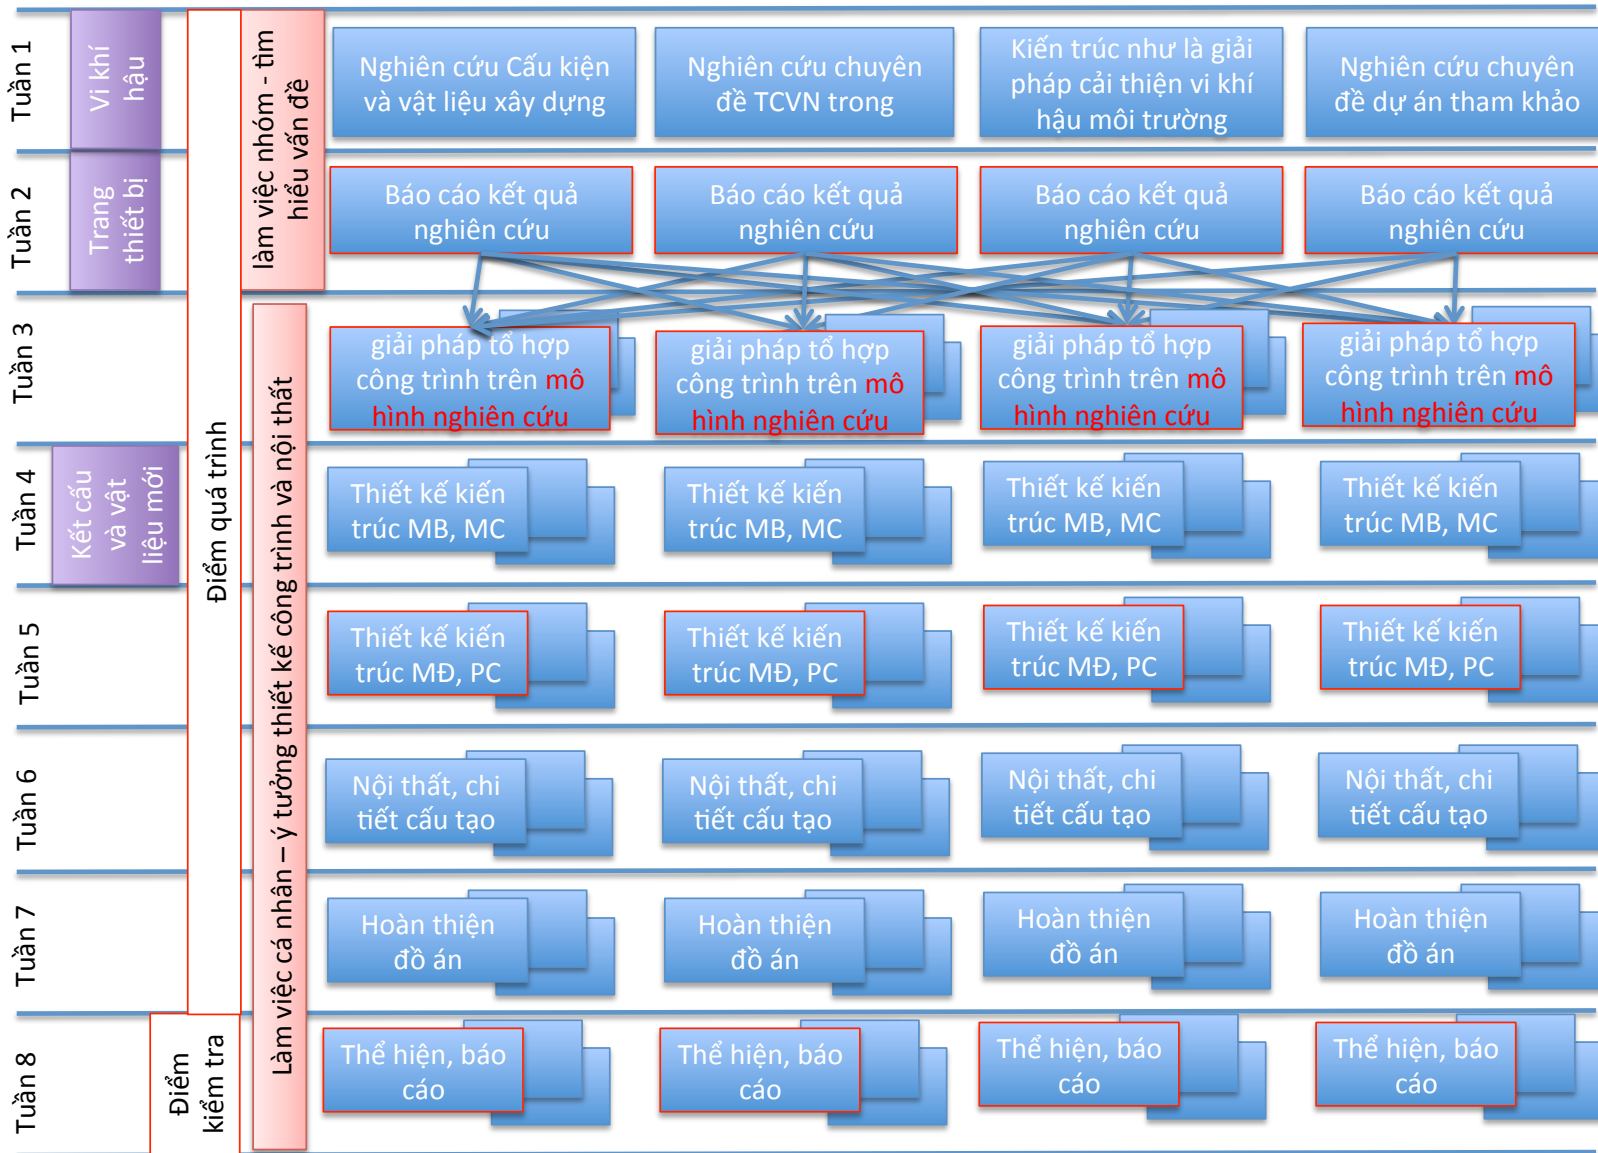 Tuần 1
Vi khí
hậu
làm việc nhóm - tìm
hiểu vấn đề
Nghiên cứu Cấu kiện
và vật liệu xây dựng
Nghiên cứu chuyên
đề TCVN trong
Kiến trúc như là giải
pháp cải thiện vi khí
hậu môi trường
Nghiên cứu chuyên
đề dự án tham khảo
Tuần 2
Trang
thiết bị
Báo cáo kết quả
nghiên cứu
Báo cáo kết quả
nghiên cứu
Báo cáo kết quả
nghiên cứu
Báo cáo kết quả
nghiên cứu
Điểm quá trình
Làm việc cá nhân – ý tưởng thiết kế công trình và nội thất
Tuần 3
giải pháp tổ hợp
công trình trên mô
hình nghiên cứu
giải pháp tổ hợp
công trình trên mô
hình nghiên cứu
giải pháp tổ hợp
công trình trên mô
hình nghiên cứu
giải pháp tổ hợp
công trình trên mô
hình nghiên cứu
Tuần 4
Kết cấu
và vật
liệu mới
Thiết kế kiến
trúc MB, MC
Thiết kế kiến
trúc MB, MC
Thiết kế kiến
trúc MB, MC
Thiết kế kiến
trúc MB, MC
Tuần 5
Thiết kế kiến
trúc MĐ, PC
Thiết kế kiến
trúc MĐ, PC
Thiết kế kiến
trúc MĐ, PC
Thiết kế kiến
trúc MĐ, PC
Tuần 6
Nội thất, chi
tiết cấu tạo
Nội thất, chi
tiết cấu tạo
Nội thất, chi
tiết cấu tạo
Nội thất, chi
tiết cấu tạo
Tuần 7
Hoàn thiện
đồ án
Hoàn thiện
đồ án
Hoàn thiện
đồ án
Hoàn thiện
đồ án
Tuần 8
Điểm
kiểm tra
Thể hiện, báo
cáo
Thể hiện, báo
cáo
Thể hiện, báo
cáo
Thể hiện, báo
cáo